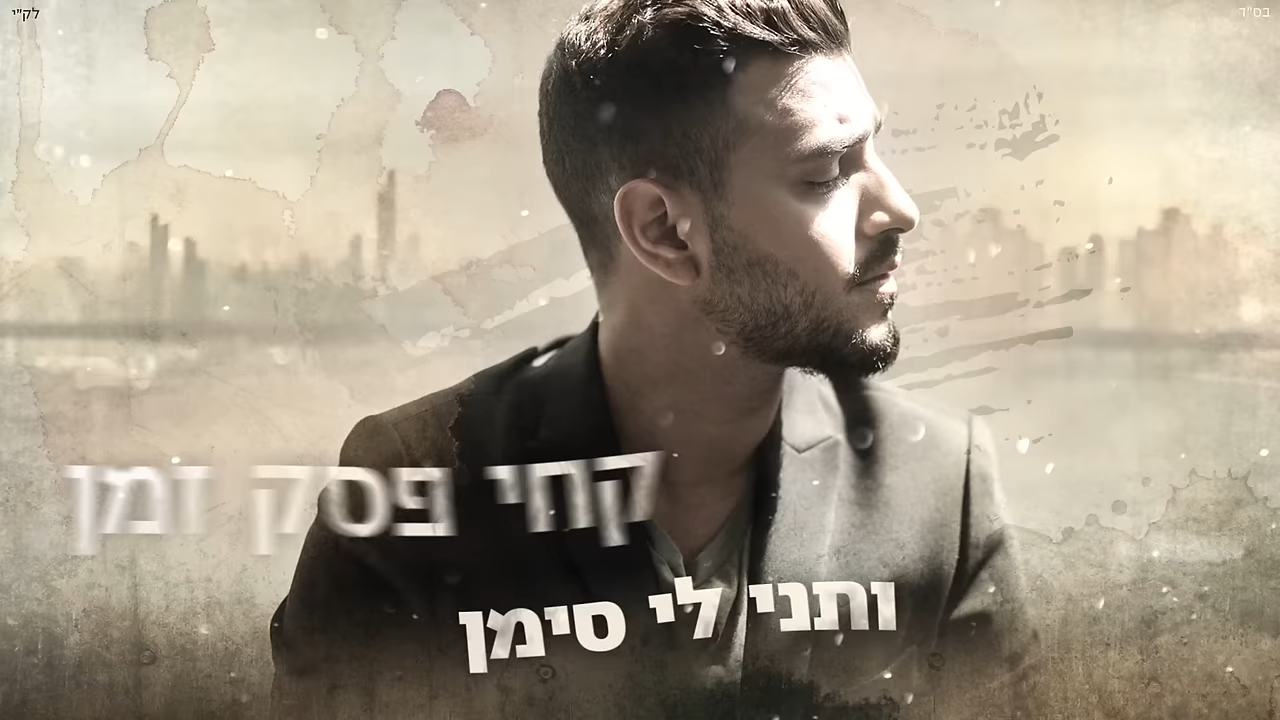 בס"ד
לק"י
קחי פסק זמן
ותני לי סימן